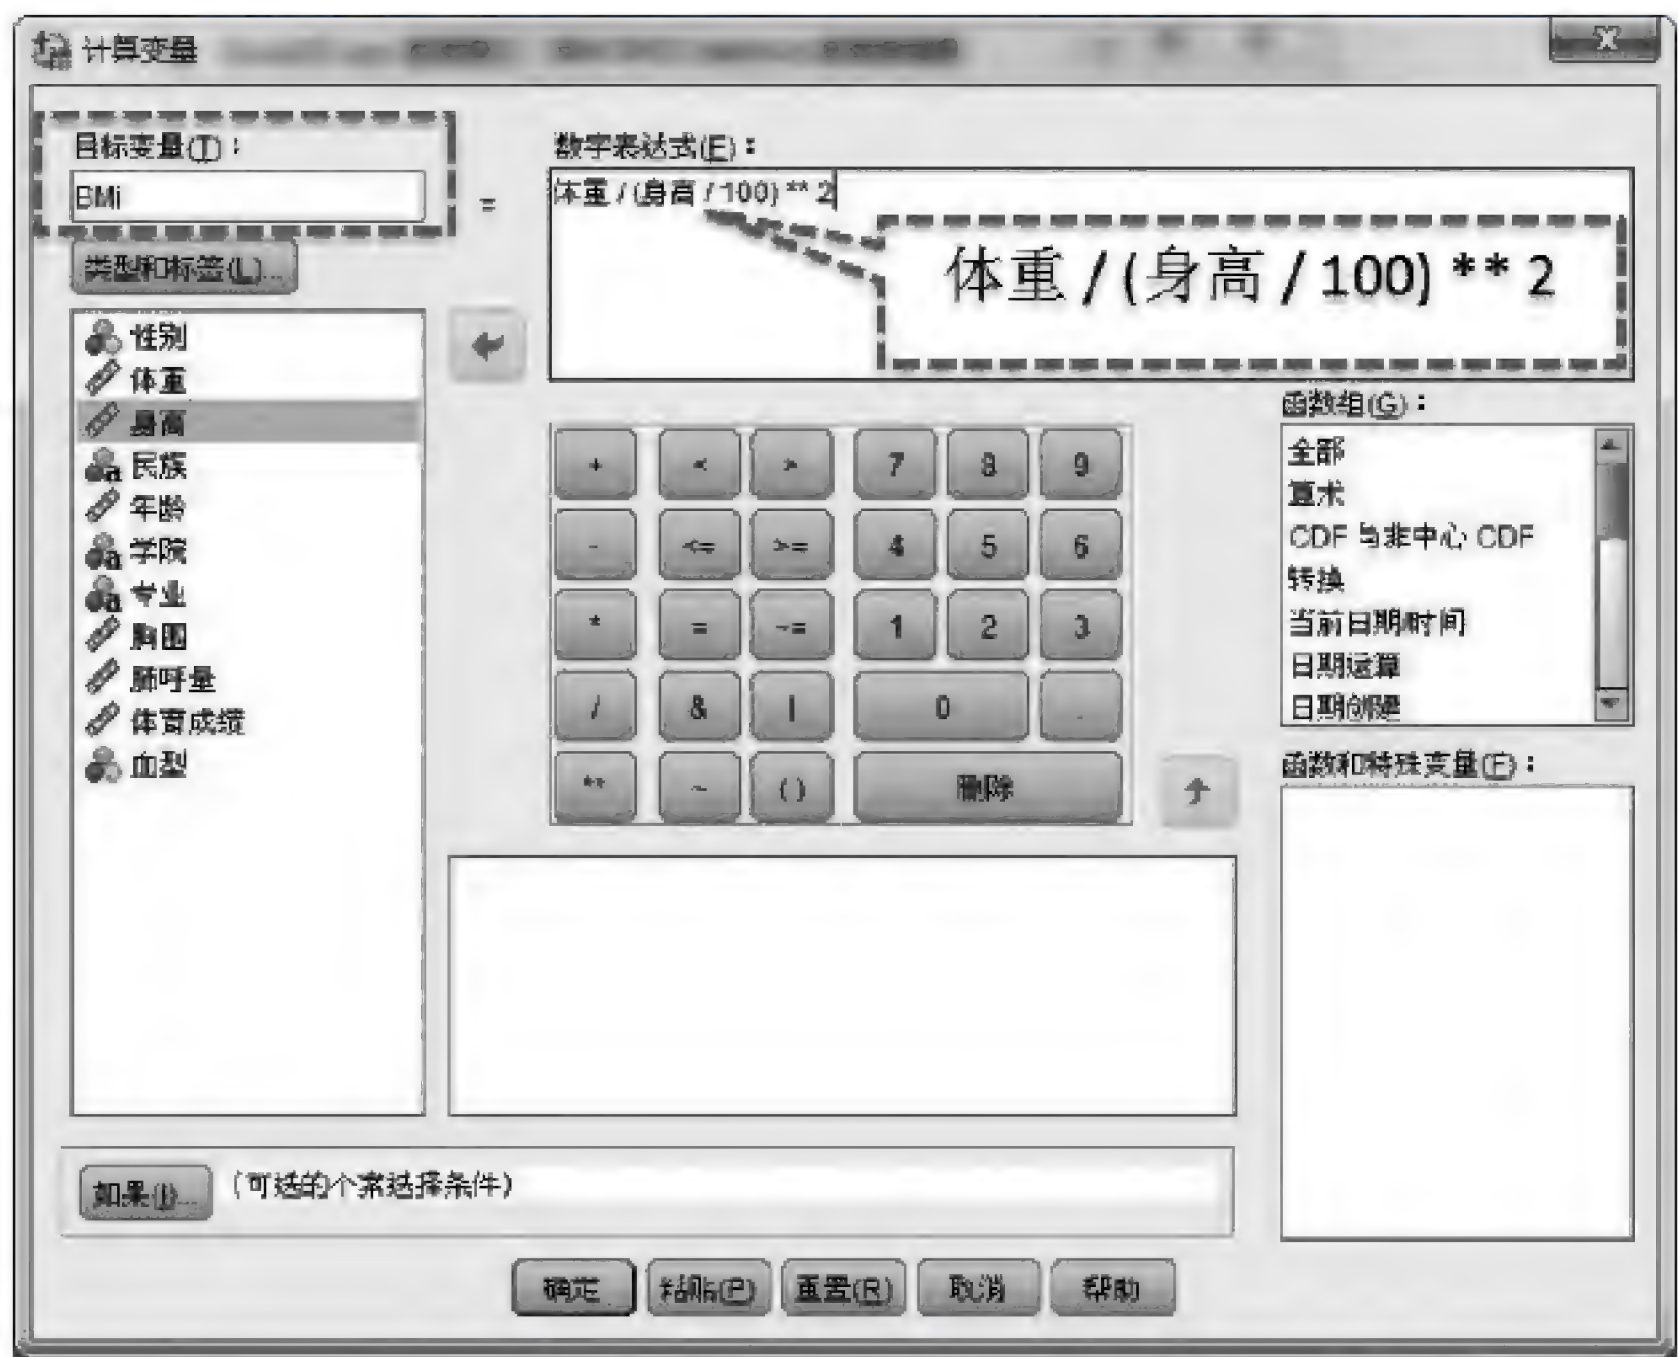 计算变量
目标变量(T):
BMi
=
数字表达式(E):
体重 / (身高 / 100) ** 2
体重 / (身高 / 100) ** 2
类型和标签(L)...
性别
体重
身高
民族
年龄
学院
专业
胸围
肺呼量
体育成绩
血型
+ < > 7 8 9
- <= >= 4 5 6
* = ~= 1 2 3
/ & | 0 .
** ~ () 删除
函数组(G):
全部
算术
CDF 与非中心 CDF
转换
当前日期/时间
日期运算
日期创建
函数和特殊变量(F):
如果(I)...
(可选的个案选择条件)
确定 粘贴(P) 重置(R) 取消 帮助